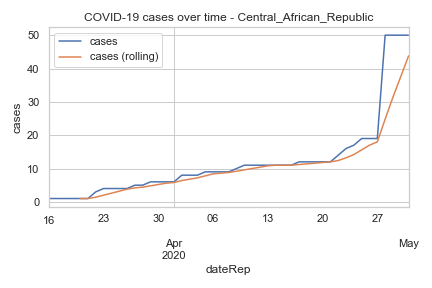 COVID-19 cases over time - Central_African_Republic
cases
cases (rolling)
50
40
30
20
10
0
cases
16 23 30 06 13 20 27
Apr May
2020
dateRep